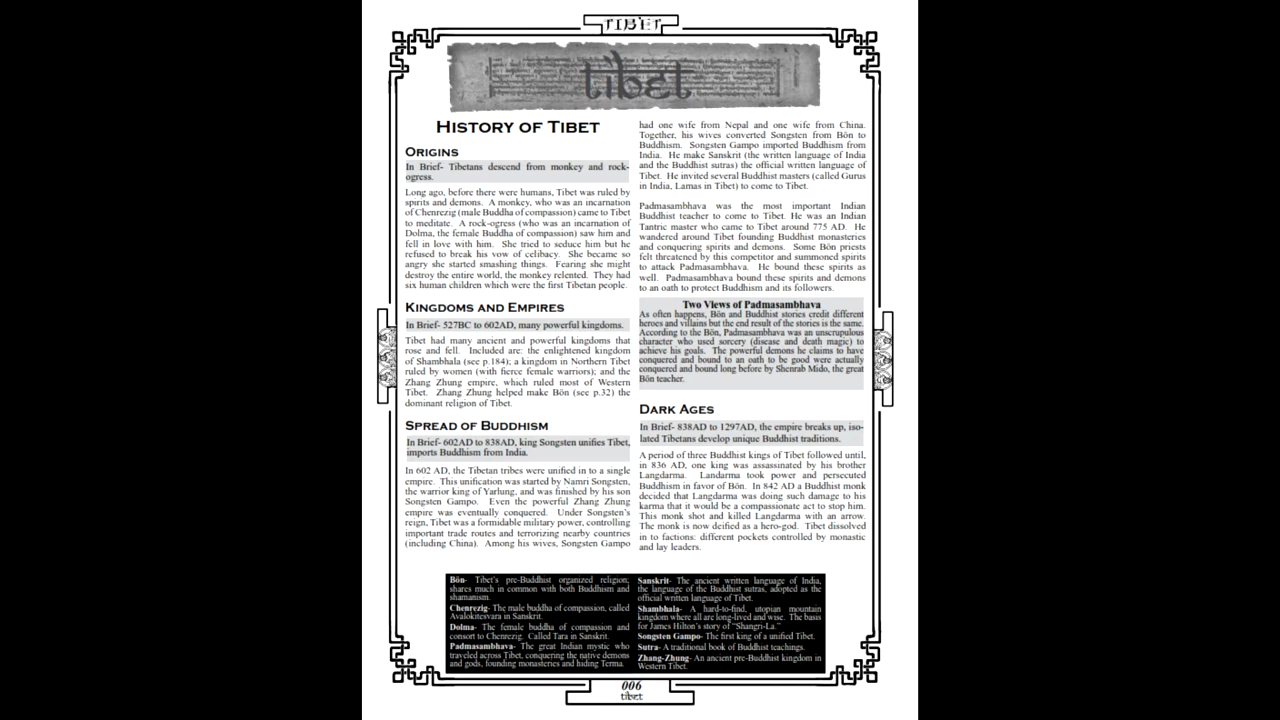 TIBET
tibet
HISTORY OF TIBET
ORIGINS
In Brief- Tibetans descend from monkey and rock-
ogress.
Long ago, before there were humans, Tibet was ruled by
spirits and demons. A monkey, who was an incarnation
of Chenrezig (male Buddha of compassion) came to Tibet
to meditate. A rock-ogress (who was an incarnation of
Dolma, the female Buddha of compassion) saw him and
fell in love with him. She tried to seduce him but he
refused to break his vow of celibacy. She became so
angry she started smashing things. Fearing she might
destroy the entire world, the monkey relented. They had
six human children which were the first Tibetan people.
KINGDOMS AND EMPIRES
In Brief- 527BC to 602AD, many powerful kingdoms.
Tibet had many ancient and powerful kingdoms that
rose and fell. Included are: the enlightened kingdom
of Shambhala (see p.184); a kingdom in Northern Tibet
ruled by women (with fierce female warriors); and the
Zhang Zhung empire, which ruled most of Western
Tibet. Zhang Zhung helped make Bön (see p.32) the
dominant religion of Tibet.
SPREAD OF BUDDHISM
In Brief- 602AD to 838AD, king Songsten unifies Tibet,
imports Buddhism from India.
In 602 AD, the Tibetan tribes were unified in to a single
empire. This unification was started by Namri Songsten,
the warrior king of Yarlung, and was finished by his son
Songsten Gampo. Even the powerful Zhang Zhung
empire was eventually conquered. Under Songsten's
reign, Tibet was a formidable military power, controlling
important trade routes and terrorizing nearby countries
(including China). Among his wives, Songsten Gampo
had one wife from Nepal and one wife from China.
Together, his wives converted Songsten from Bön to
Buddhism. Songsten Gampo imported Buddhism from
India. He make Sanskrit (the written language of India
and the Buddhist sutras) the official written language of
Tibet. He invited several Buddhist masters (called Gurus
in India, Lamas in Tibet) to come to Tibet.
Padmasambhava was the most important Indian
Buddhist teacher to come to Tibet. He was an Indian
Tantric master who came to Tibet around 775 AD. He
wandered around Tibet founding Buddhist monasteries
and conquering spirits and demons. Some Bön priests
felt threatened by this competitor and summoned spirits
to attack Padmasambhava. He bound these spirits as
well. Padmasambhava bound these spirits and demons
to an oath to protect Buddhism and its followers.
Two Views of Padmasambhava
As often happens, Bön and Buddhist stories credit different
heroes and villains but the end result of the stories is the same.
According to the Bön, Padmasambhava was an unscrupulous
character who used sorcery (disease and death magic) to
achieve his goals. The powerful demons he claims to have
conquered and bound to an oath to be good were actually
conquered and bound long before by Shenrab Mido, the great
Bön teacher.
DARK AGES
In Brief- 838AD to 1297AD, the empire breaks up, iso-
lated Tibetans develop unique Buddhist traditions.
A period of three Buddhist kings of Tibet followed until,
in 836 AD, one king was assassinated by his brother
Langdarma. Landarma took power and persecuted
Buddhism in favor of Bön. In 842 AD a Buddhist monk
decided that Langdarma was doing such damage to his
karma that it would be a compassionate act to stop him.
This monk shot and killed Langdarma with an arrow.
The monk is now deified as a hero-god. Tibet dissolved
in to factions: different pockets controlled by monastic
and lay leaders.
Bön- Tibet's pre-Buddhist organized religion;
shares much in common with both Buddhism and
shamanism.
Chenrezig- The male buddha of compassion, called
Avalokitesvara in Sanskrit.
Dolma- The female buddha of compassion and
consort to Chenrezig. Called Tara in Sanskrit.
Padmasambhava- The great Indian mystic who
traveled across Tibet, conquering the native demons
and gods, founding monasteries and hiding Terma.
Sanskrit- The ancient written language of India,
the language of the Buddhist sutras, adopted as the
official written language of Tibet.
Shambhala- A hard-to-find, utopian mountain
kingdom where all are long-lived and wise. The basis
for James Hilton's story of "Shangri-La."
Songsten Gampo- The first king of a unified Tibet.
Sutra- A traditional book of Buddhist teachings.
Zhang-Zhung- An ancient pre-Buddhist kingdom in
Western Tibet.
006
tibet